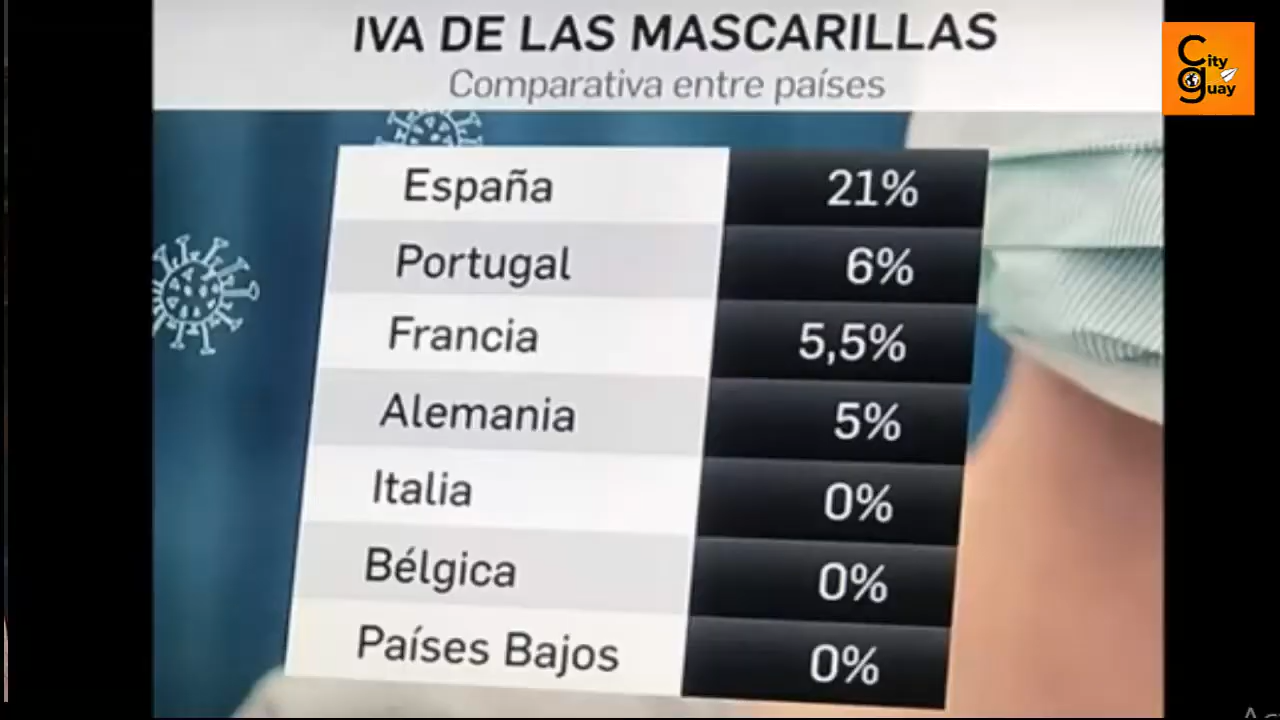 IVA DE LAS MASCARILLAS
Comparativa entre países
City
guay
España 21%
Portugal 6%
Francia 5,5%
Alemania 5%
Italia 0%
Bélgica 0%
Países Bajos 0%